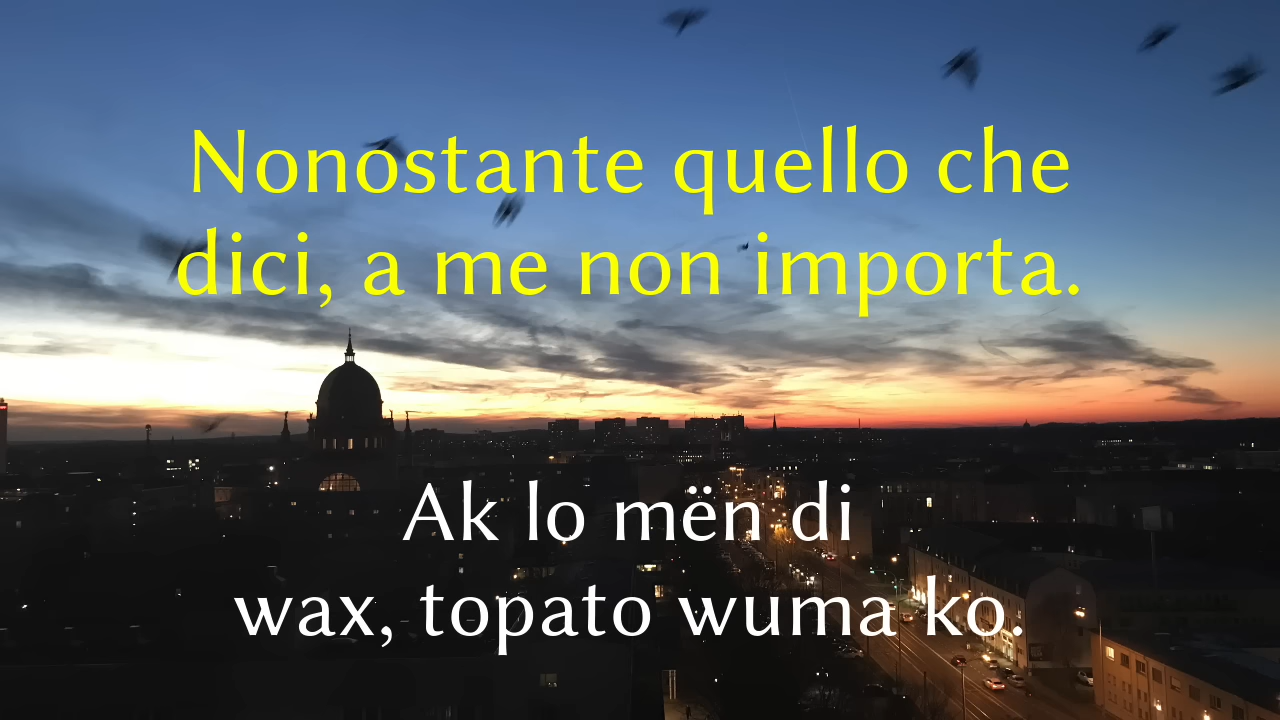 Nonostante quello che
dici, a me non importa.
Ak lo mën di
wax, topato wuma ko.